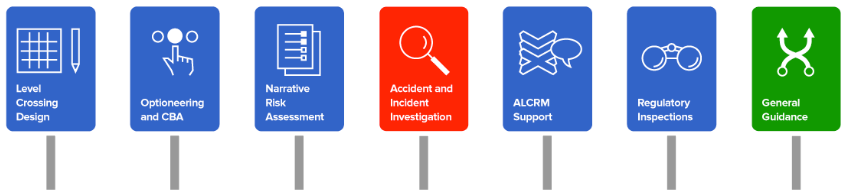 Level
Crossing
Design
Optioneering
and CBA
Narrative
Risk
Assessment
Accident and
Incident
Investigation
ALCRM
Support
Regulatory
Inspections
General
Guidance